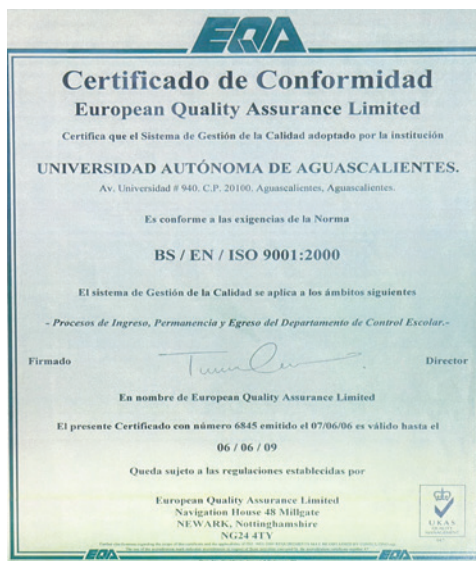 EQA
Certificado de Conformidad
European Quality Assurance Limited
Certifica que el Sistema de Gestión de la Calidad adoptado por la institución
UNIVERSIDAD AUTÓNOMA DE AGUASCALIENTES.
Av. Universidad # 940. C.P. 20100. Aguascalientes, Aguascalientes.
Es conforme a las exigencias de la Norma
BS / EN / ISO 9001:2000
El sistema de Gestión de la Calidad se aplica a los ámbitos siguientes
- Procesos de Ingreso, Permanencia y Egreso del Departamento de Control Escolar.-
Firmado Director
En nombre de European Quality Assurance Limited
El presente Certificado con número 6845 emitido el 07/06/06 es válido hasta el
06 / 06 / 09
Queda sujeto a las regulaciones establecidas por
European Quality Assurance Limited
Navigation House 48 Millgate
NEWARK, Nottinghamshire
NG24 4TY
UKAS
QUALITY
MANAGEMENT
EQA EQA